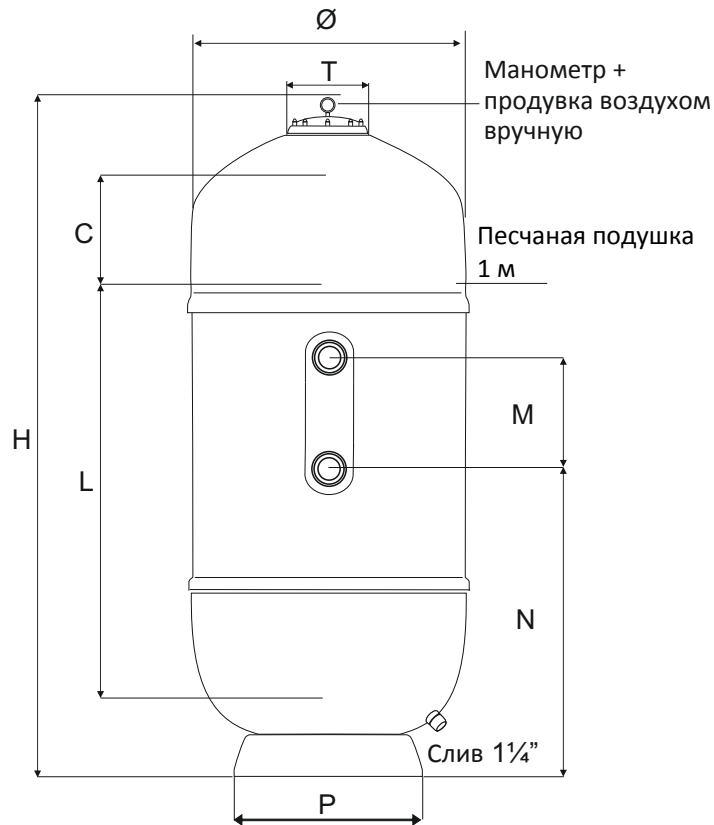 Ø
T
Манометр +
продувка воздухом
вручную
C
Песчаная подушка
1 м
M
H
L
N
Слив 1¼”
P